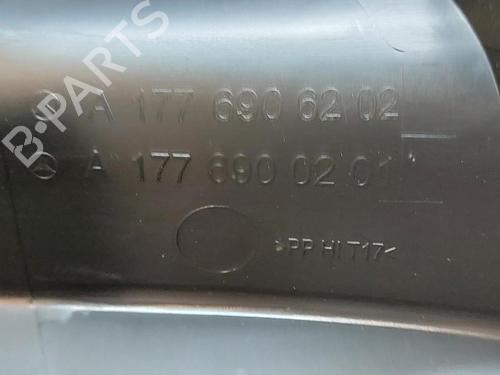 B-PARTS
A 177 690 62 02
A 177 690 02 01
>PP HI T17<